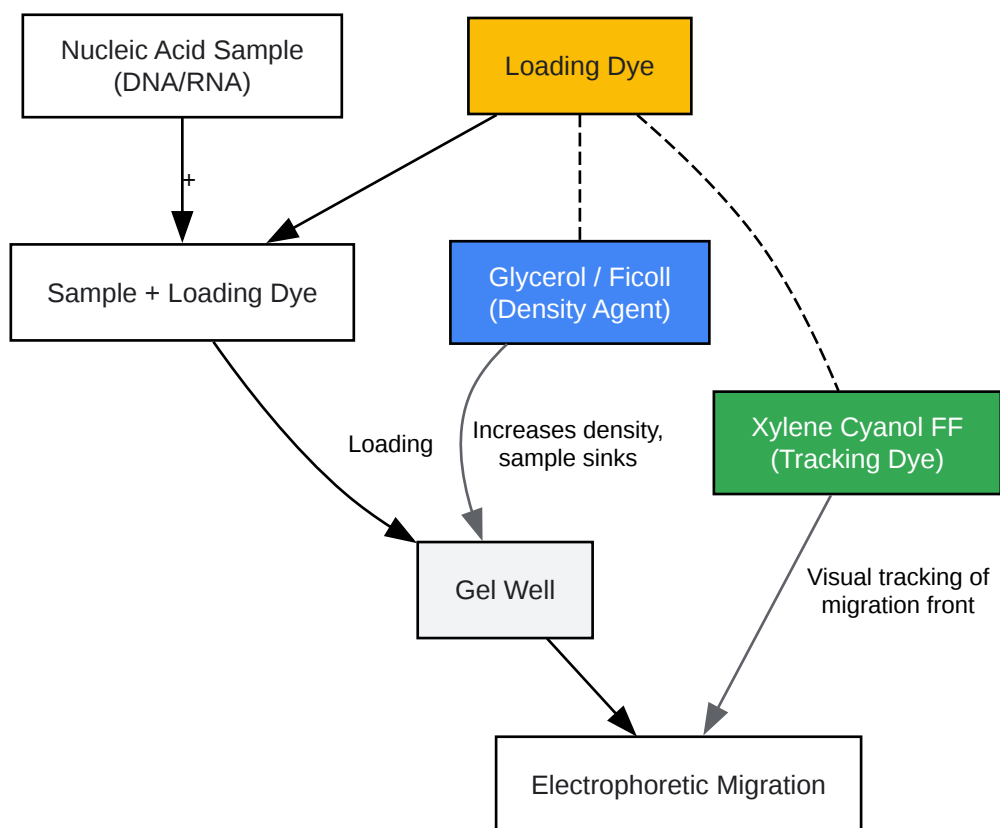 Nucleic Acid Sample
(DNA/RNA)
Loading Dye
+
Sample + Loading Dye
Glycerol / Ficoll
(Density Agent)
Xylene Cyanol FF
(Tracking Dye)
Loading
Increases density,
sample sinks
Gel Well
Visual tracking of
migration front
Electrophoretic Migration